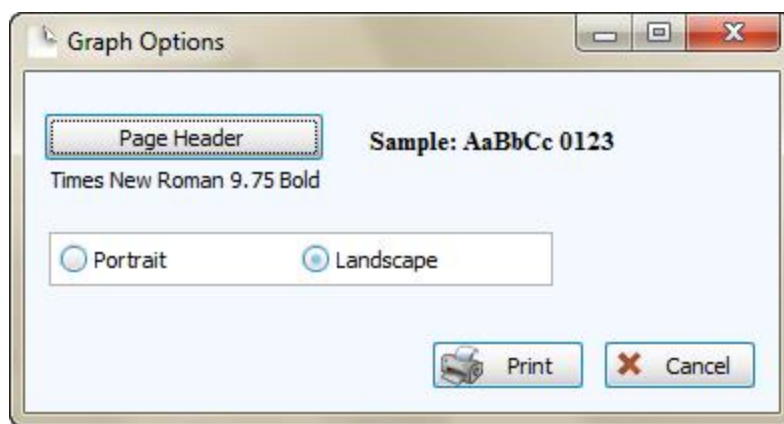 Graph Options
Page Header
Sample: AaBbCc 0123
Times New Roman 9.75 Bold
Portrait
Landscape
Print
Cancel